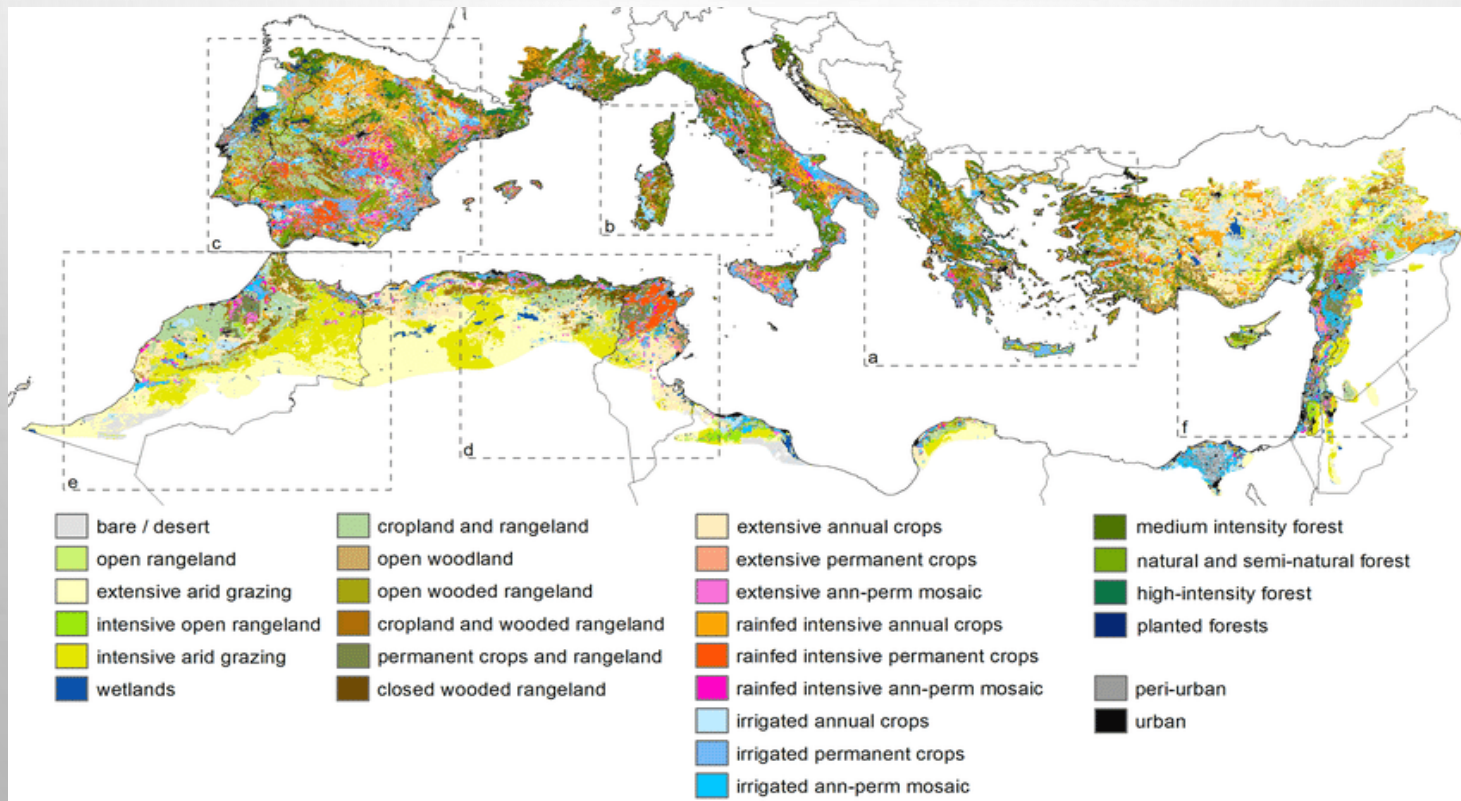 c
b
a
f
d
e
bare / desert
open rangeland
extensive arid grazing
intensive open rangeland
intensive arid grazing
wetlands
cropland and rangeland
open woodland
open wooded rangeland
cropland and wooded rangeland
permanent crops and rangeland
closed wooded rangeland
extensive annual crops
extensive permanent crops
extensive ann-perm mosaic
rainfed intensive annual crops
rainfed intensive permanent crops
rainfed intensive ann-perm mosaic
irrigated annual crops
irrigated permanent crops
irrigated ann-perm mosaic
medium intensity forest
natural and semi-natural forest
high-intensity forest
planted forests
peri-urban
urban